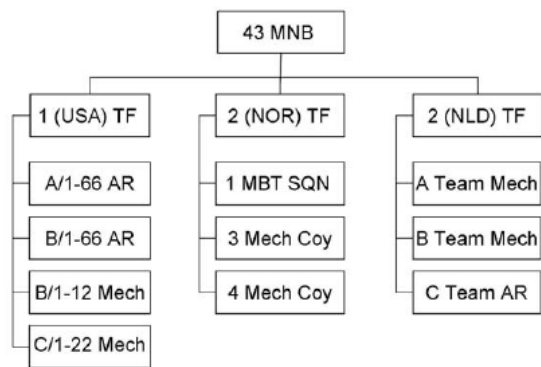 43 MNB
1 (USA) TF
2 (NOR) TF
2 (NLD) TF
A/1-66 AR
1 MBT SQN
A Team Mech
B/1-66 AR
3 Mech Coy
B Team Mech
B/1-12 Mech
4 Mech Coy
C Team AR
C/1-22 Mech